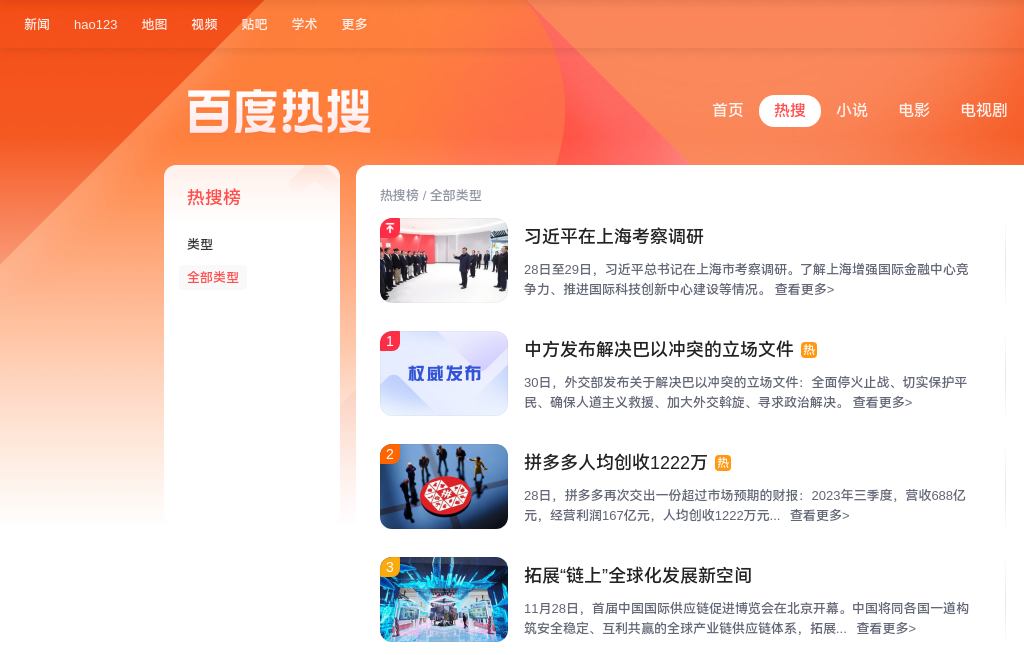 新闻 hao123 地图 视频 贴吧 学术 更多
百度热搜
首页 热搜 小说 电影 电视剧
热搜榜
类型
全部类型
热搜榜 / 全部类型
习近平在上海考察调研
28日至29日，习近平总书记在上海市考察调研。了解上海增强国际金融中心竞
争力、推进国际科技创新中心建设等情况。 查看更多>
1
权威发布
中方发布解决巴以冲突的立场文件 热
30日，外交部发布关于解决巴以冲突的立场文件：全面停火止战、切实保护平
民、确保人道主义救援、加大外交斡旋、寻求政治解决。 查看更多>
2
拼
拼多多人均创收1222万 热
28日，拼多多再次交出一份超过市场预期的财报：2023年三季度，营收688亿
元，经营利润167亿元，人均创收1222万元... 查看更多>
3
拓展“链上”全球化发展新空间
11月28日，首届中国国际供应链促进博览会在北京开幕。中国将同各国一道构
筑安全稳定、互利共赢的全球产业链供应链体系，拓展... 查看更多>